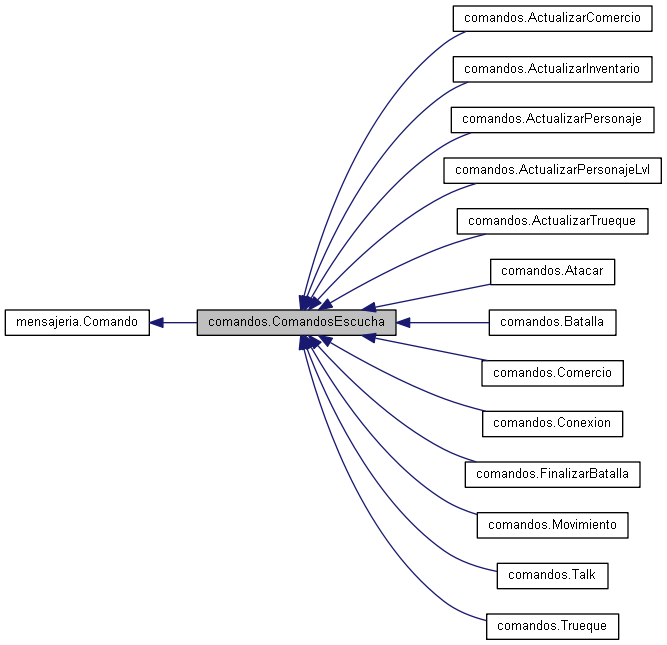 comandos.ActualizarComercio
comandos.ActualizarInventario
comandos.ActualizarPersonaje
comandos.ActualizarPersonajeLvl
comandos.ActualizarTrueque
comandos.Atacar
mensajeria.Comando
comandos.ComandosEscucha
comandos.Batalla
comandos.Comercio
comandos.Conexion
comandos.FinalizarBatalla
comandos.Movimiento
comandos.Talk
comandos.Trueque